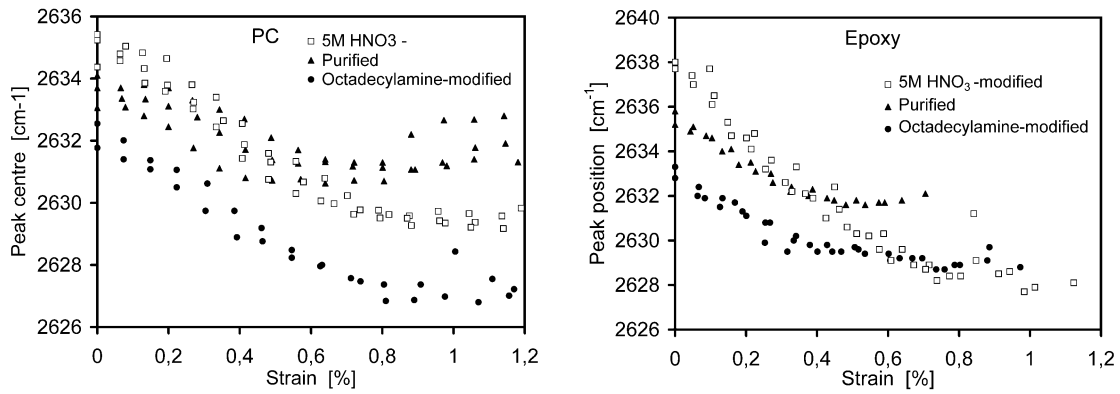 PC
5M HNO3 -
Purified
Octadecylamine-modified
Peak centre [cm-1]
2636
2634
2632
2630
2628
2626
0
0,2
0,4
0,6
0,8
1
1,2
Strain [%]
Epoxy
5M HNO₃-modified
Purified
Octadecylamine-modified
Peak position [cm⁻¹]
2640
2638
2636
2634
2632
2630
2628
2626
0
0,2
0,4
0,6
0,8
1
1,2
Strain [%]